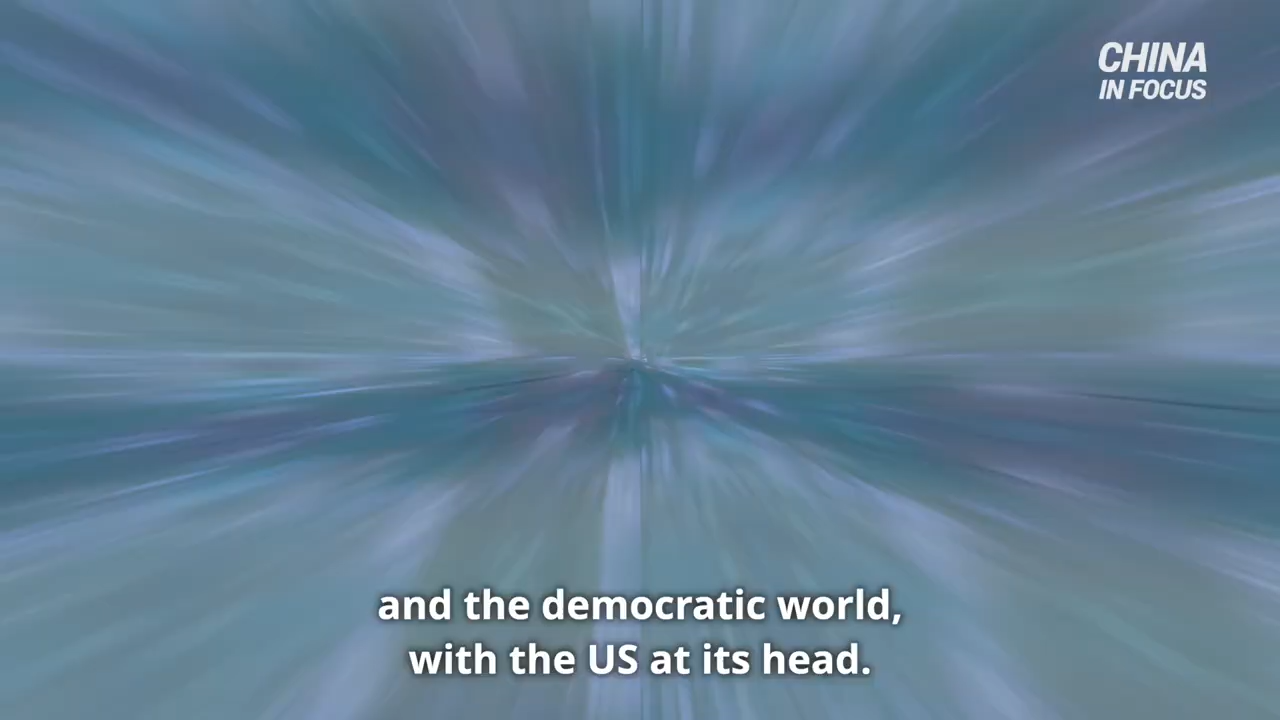 CHINA
IN FOCUS
and the democratic world,
with the US at its head.